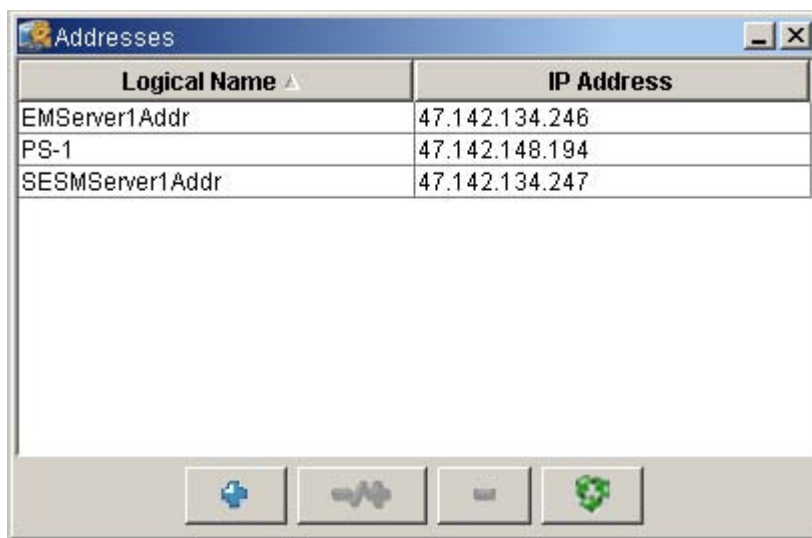 Addresses
Logical Name IP Address
EMServer1Addr 47.142.134.246
PS-1 47.142.148.194
SESMServer1Addr 47.142.134.247